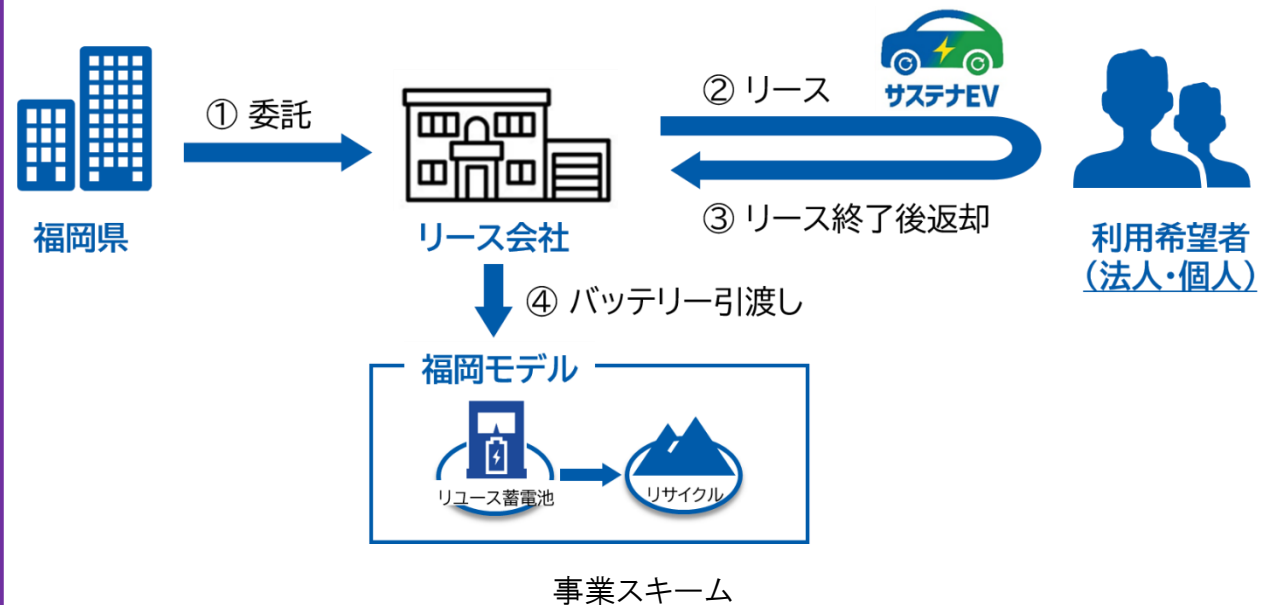 ① 委託
② リース
サステナEV
③ リース終了後返却
福岡県
リース会社
利用希望者
（法人・個人）
④ バッテリー引渡し
福岡モデル
リユース蓄電池
リサイクル
事業スキーム